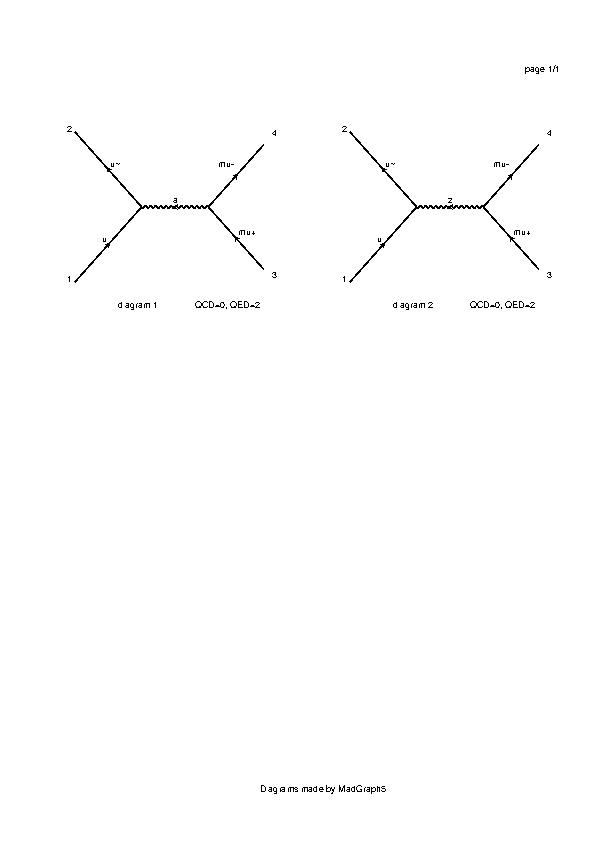 page 1/1
2 u~ a mu- 4
u mu+
1 3
diagram 1 QCD=0, QED=2
2 u~ z mu- 4
u mu+
1 3
diagram 2 QCD=0, QED=2
Diagrams made by MadGraph5